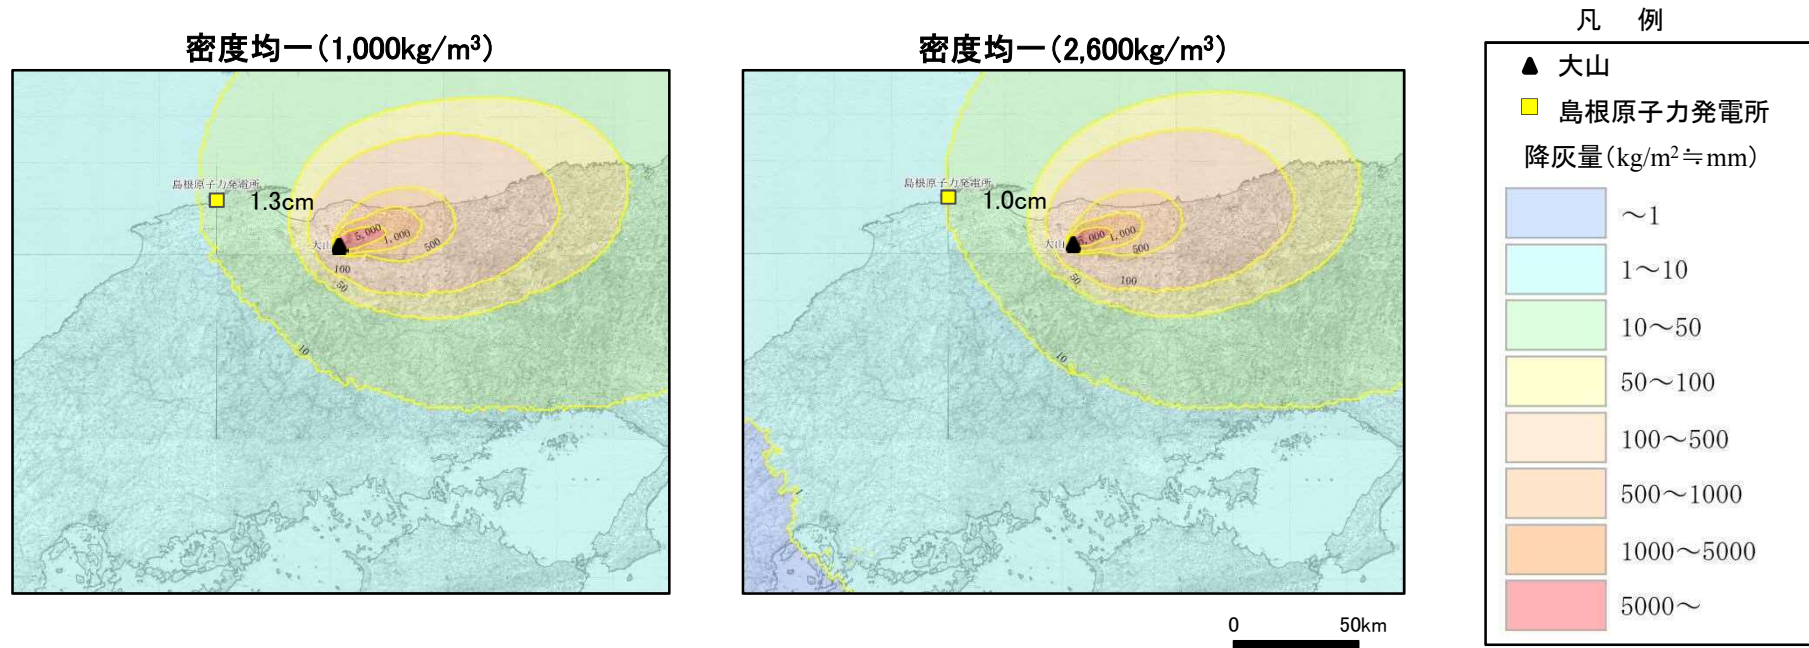 密度均一(1,000kg/m³)
島根原子力発電所
1.3cm
大山
5,000
1,000
500
100
50
10
密度均一(2,600kg/m³)
島根原子力発電所
1.0cm
大山
5,000
1,000
500
100
50
10
1
0 50km
凡 例
大山
島根原子力発電所
降灰量(kg/m²≒mm)
～1
1～10
10～50
50～100
100～500
500～1000
1000～5000
5000～